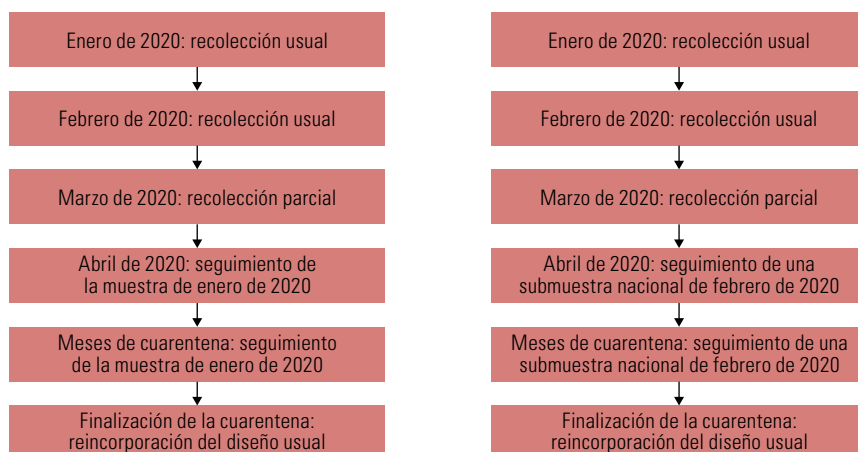 Enero de 2020: recolección usual
Febrero de 2020: recolección usual
Marzo de 2020: recolección parcial
Abril de 2020: seguimiento de
la muestra de enero de 2020
Meses de cuarentena: seguimiento
de la muestra de enero de 2020
Finalización de la cuarentena:
reincorporación del diseño usual
Enero de 2020: recolección usual
Febrero de 2020: recolección usual
Marzo de 2020: recolección parcial
Abril de 2020: seguimiento de una
submuestra nacional de febrero de 2020
Meses de cuarentena: seguimiento de una
submuestra nacional de febrero de 2020
Finalización de la cuarentena:
reincorporación del diseño usual